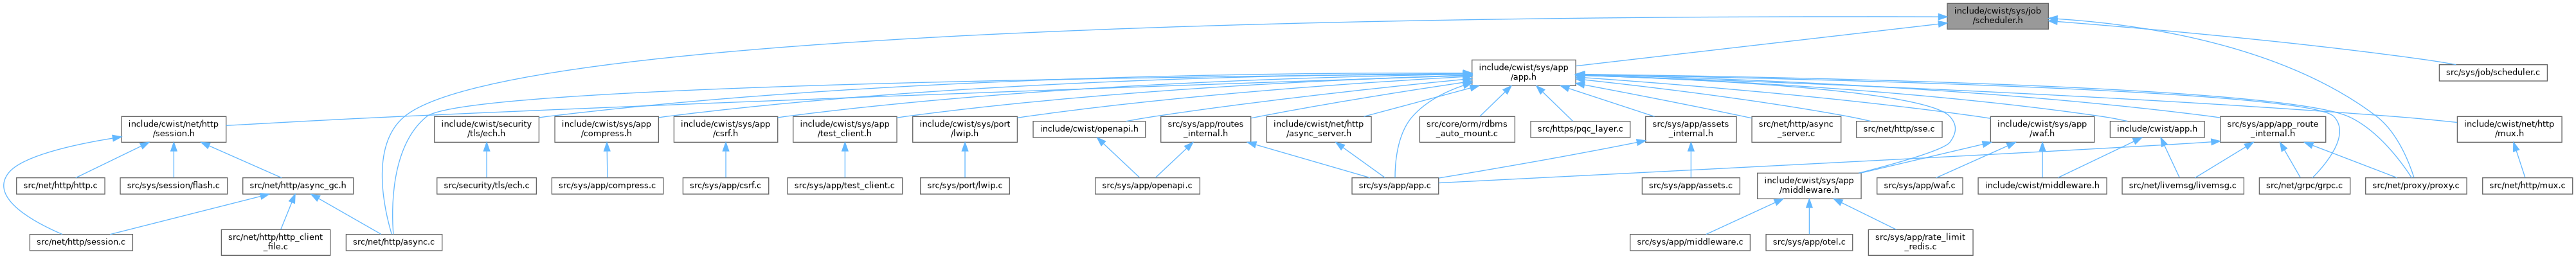 include/cwist/sys/job
/scheduler.h
include/cwist/sys/app
/app.h
src/sys/job/scheduler.c
include/cwist/net/http
/session.h
include/cwist/security
/tls/ech.h
include/cwist/sys/app
/compress.h
include/cwist/sys/app
/csrf.h
include/cwist/sys/app
/test_client.h
include/cwist/sys/port
/lwip.h
include/cwist/openapi.h
src/sys/app/routes
_internal.h
include/cwist/net/http
/async_server.h
src/core/orm/rdbms
_auto_mount.c
src/https/pqc_layer.c
src/sys/app/assets
_internal.h
src/net/http/async
_server.c
src/net/http/sse.c
include/cwist/sys/app
/waf.h
include/cwist/app.h
src/sys/app/app_route
_internal.h
include/cwist/net/http
/mux.h
src/net/http/http.c
src/sys/session/flash.c
src/net/http/async_gc.h
src/security/tls/ech.c
src/sys/app/compress.c
src/sys/app/csrf.c
src/sys/app/test_client.c
src/sys/port/lwip.c
src/sys/app/openapi.c
src/sys/app/app.c
src/sys/app/assets.c
include/cwist/sys/app
/middleware.h
src/sys/app/waf.c
include/cwist/middleware.h
src/net/livemsg/livemsg.c
src/net/grpc/grpc.c
src/net/proxy/proxy.c
src/net/http/mux.c
src/net/http/session.c
src/net/http/http_client
_file.c
src/net/http/async.c
src/sys/app/middleware.c
src/sys/app/otel.c
src/sys/app/rate_limit
_redis.c